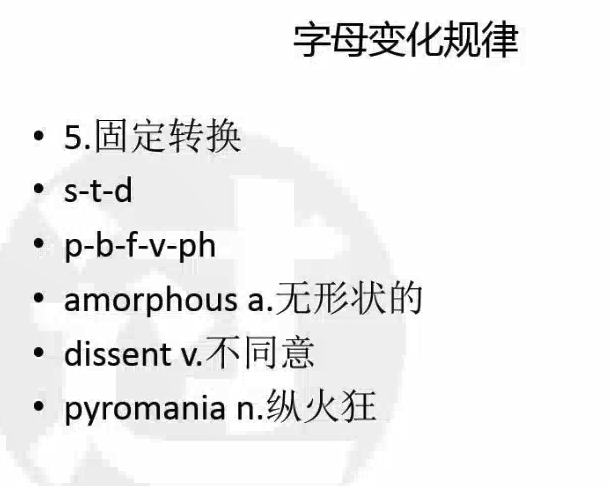 字母变化规律
• 5.固定转换
• s-t-d
• p-b-f-v-ph
• amorphous a.无形状的
• dissent v.不同意
• pyromania n.纵火狂